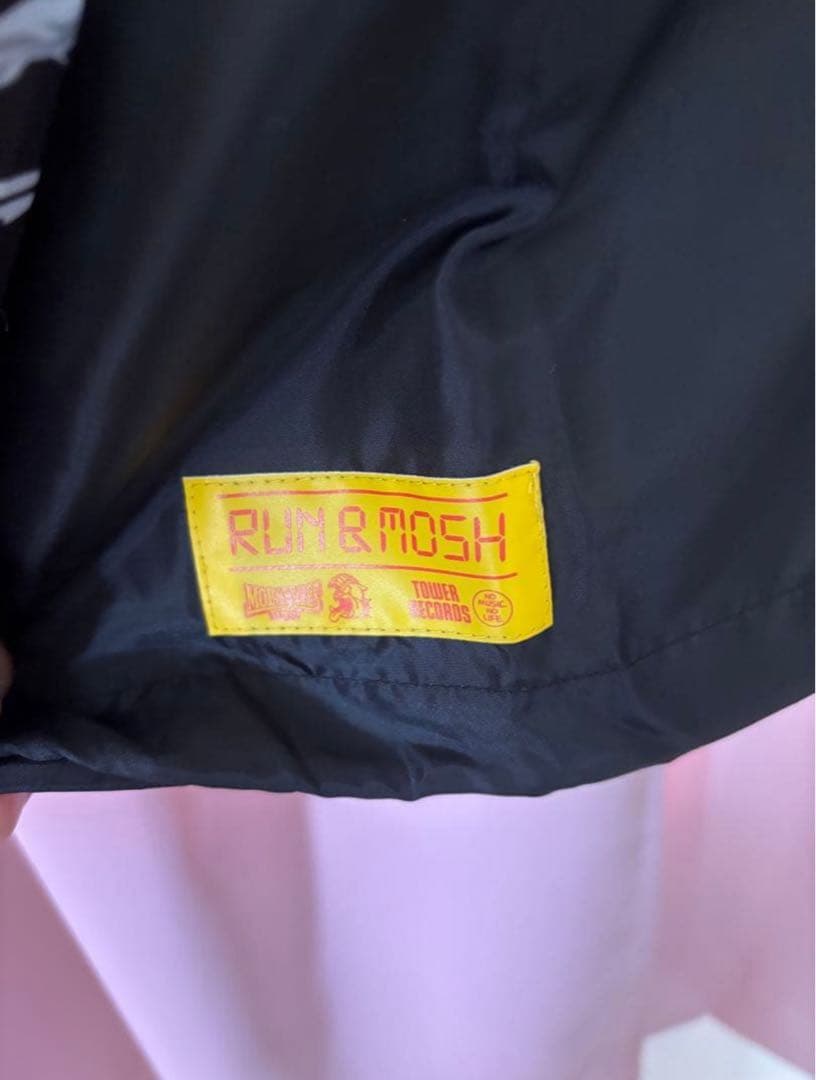 RUN & MOSH
TOWER
RECORDS
NO
MUSIC
NO
LIFE